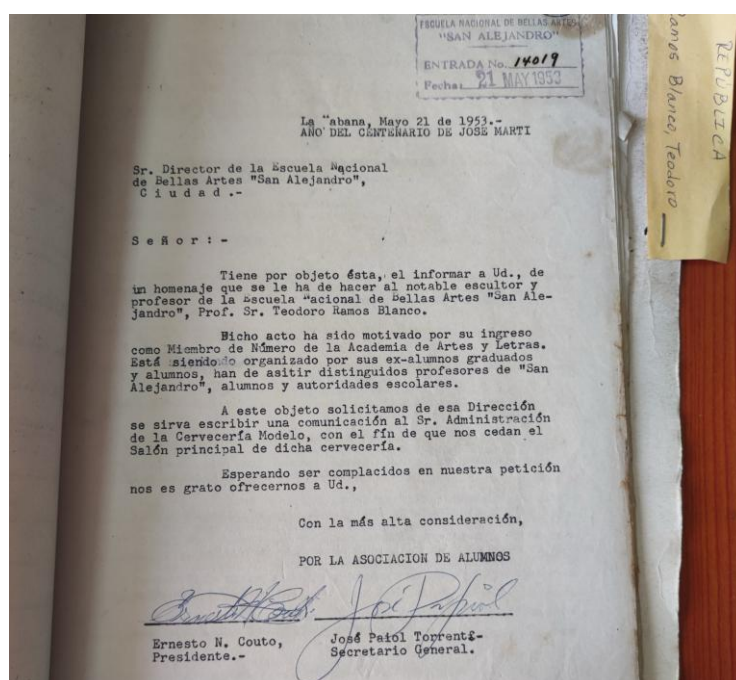 ESCUELA NACIONAL DE BELLAS ARTES
"SAN ALEJANDRO"
ENTRADA No. 14019
Fecha: 21 MAY 1953
REPÚBLICA
Ramos Blanco, Teodoro
La "abana, Mayo 21 de 1953.-
AÑO DEL CENTENARIO DE JOSE MARTI
Sr. Director de la Escuela Nacional
de Bellas Artes "San Alejandro",
C i u d a d .-
S e ñ o r : -
Tiene por objeto ésta, el informar a Ud., de
un homenaje que se le ha de hacer al notable escultor y
profesor de la Escuela "acional de Bellas Artes "San Ale-
jandro", Prof. Sr. Teodoro Ramos Blanco.
Bicho acto ha sido motivado por su ingreso
como Miembro de Número de la Academia de Artes y Letras.
Está siendo organizado por sus ex-alumnos graduados
y alumnos, han de asitir distinguidos profesores de "San
Alejandro", alumnos y autoridades escolares.
A este objeto solicitamos de esa Dirección
se sirva escribir una comunicación al Sr. Administración
de la Cervecería Modelo, con el fín de que nos cedan el
Salón principal de dicha cervecería.
Esperando ser complacidos en nuestra petición
nos es grato ofrecernos a Ud.,
Con la más alta consideración,
POR LA ASOCIACION DE ALUMNOS
Ernesto N. Couto,
Presidente.-
José Paiol Torrents-
Secretario General.